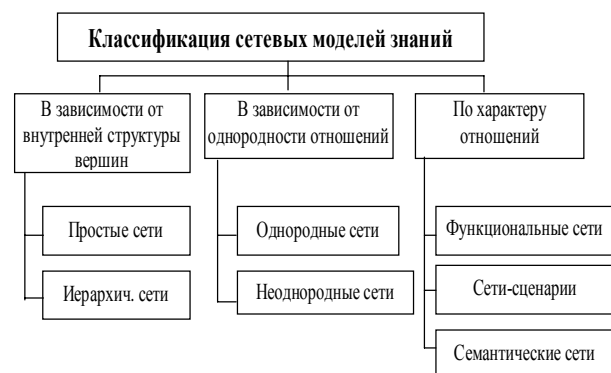 Классификация сетевых моделей знаний
В зависимости от
внутренней структуры
вершин
В зависимости от
однородности отношений
По характеру
отношений
Простые сети
Иерархич. сети
Однородные сети
Неоднородные сети
Функциональные сети
Сети-сценарии
Семантические сети